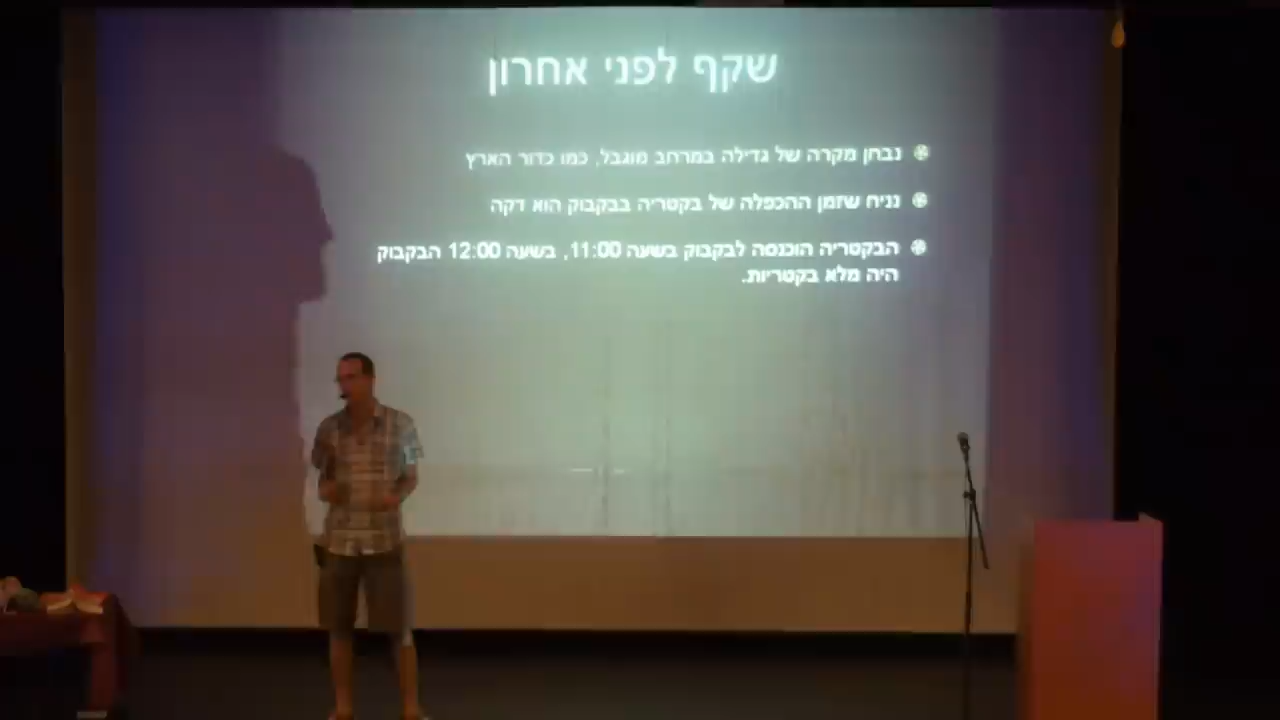 שקף לפני אחרון
נבחן מקרה של גדילה במרחב מוגבל, כמו כדור הארץ
נניח שזמן ההכפלה של בקטריה בבקבוק הוא דקה
הבקטריה הוכנסה לבקבוק בשעה 11:00, בשעה 12:00 הבקבוק
היה מלא בקטריות.